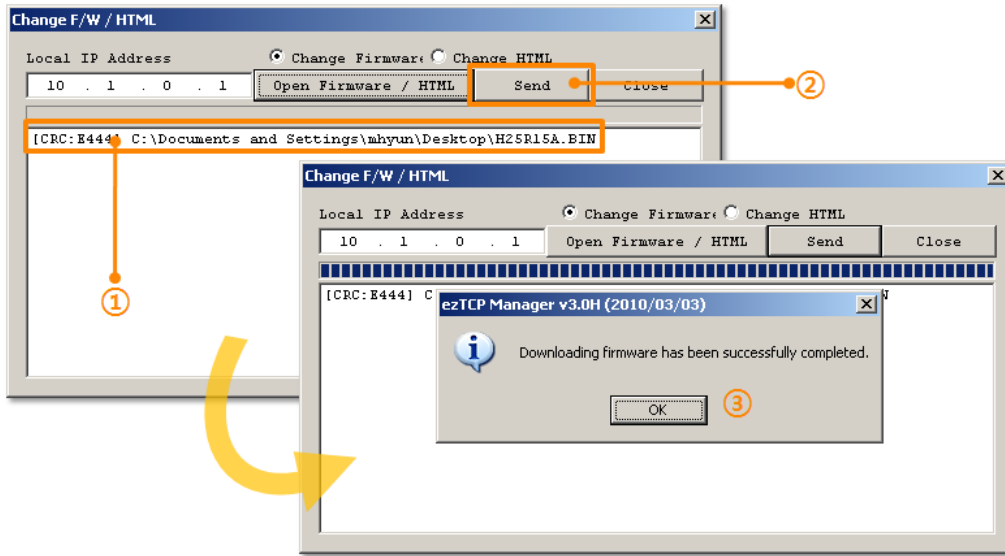 Change F/W / HTML
Local IP Address Change Firmware Change HTML
10 . 1 . 0 . 1 Open Firmware / HTML Send Close
②
[CRC:E444] C:\Documents and Settings\mhyun\Desktop\H25R15A.BIN
①
Change F/W / HTML
Local IP Address Change Firmware Change HTML
10 . 1 . 0 . 1 Open Firmware / HTML Send Close
[CRC:E444] C
ezTCP Manager v3.0H (2010/03/03)
Downloading firmware has been successfully completed.
OK
③